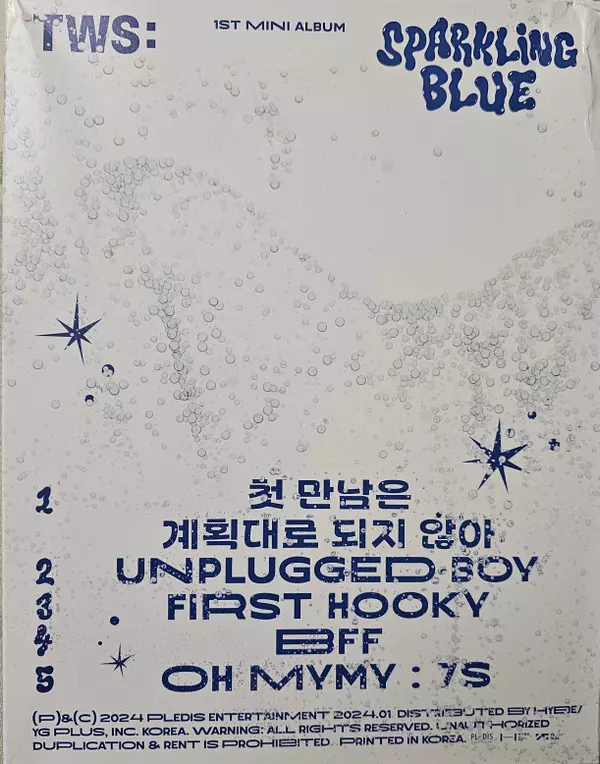 TWS:
1ST MINI ALBUM
SPARKLING
BLUE
1 첫 만남은
계획대로 되지 않아
2 UNPLUGGED BOY
3 FIRST HOOKY
4 BFF
5 OH MYMY : 7S
(P)&(C) 2024 PLEDIS ENTERTAINMENT 2024.01 DISTRIBUTED BY HYBE/
YG PLUS, INC. KOREA. WARNING: ALL RIGHTS RESERVED. UNAUTHORIZED
DUPLICATION & RENT IS PROHIBITED. PRINTED IN KOREA.